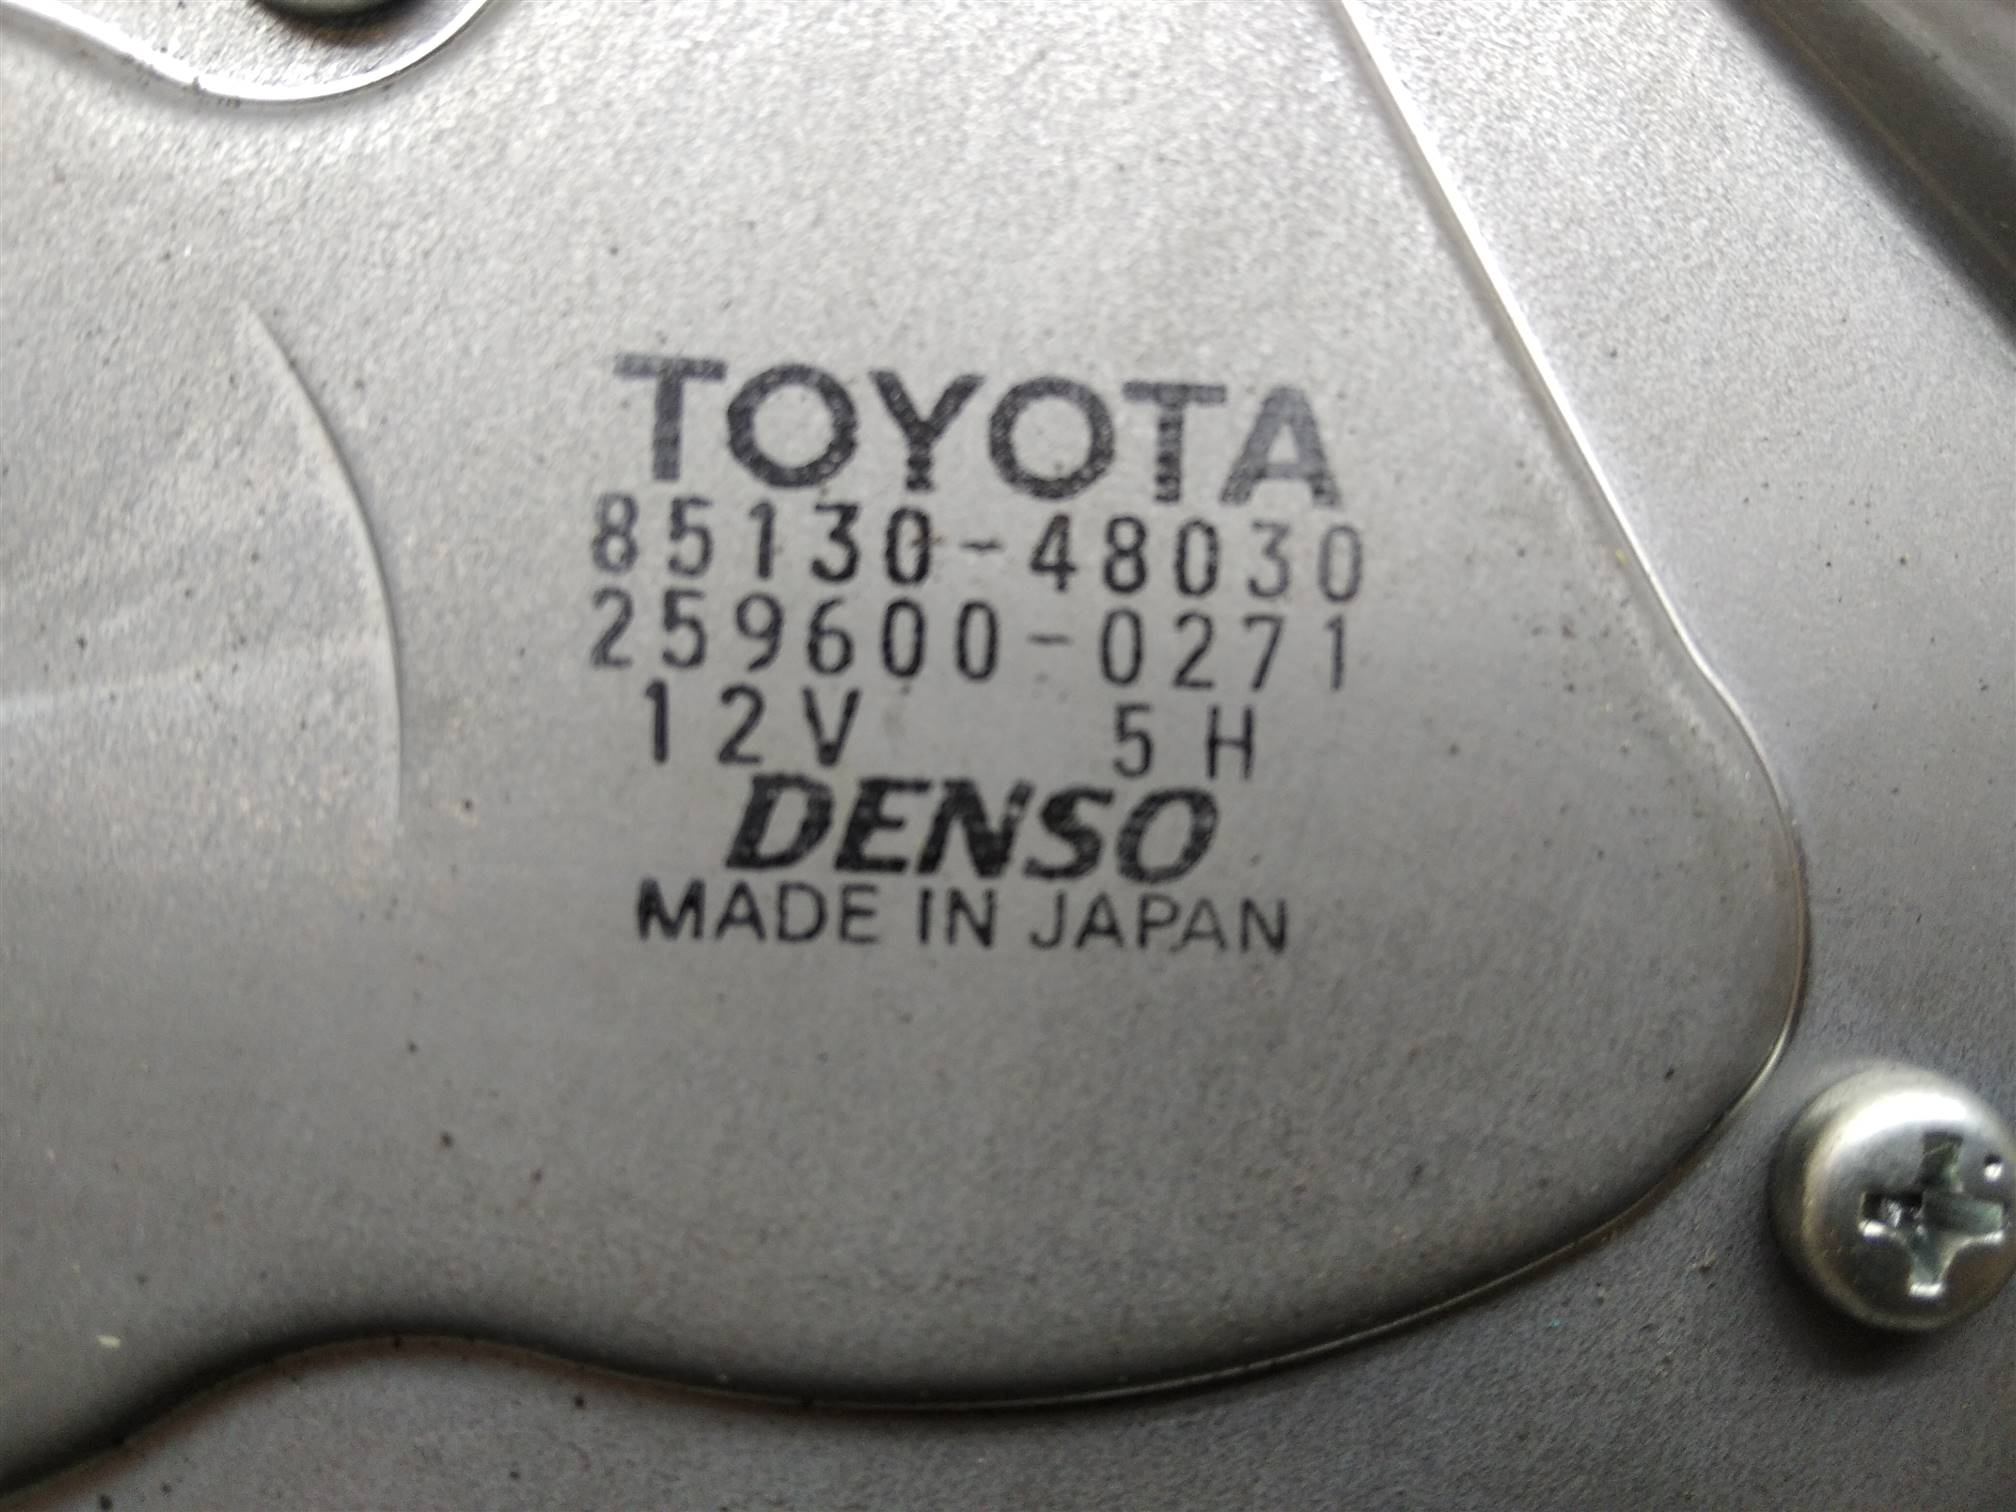 TOYOTA
85130-48030
259600-0271
12V 5H
DENSO
MADE IN JAPAN